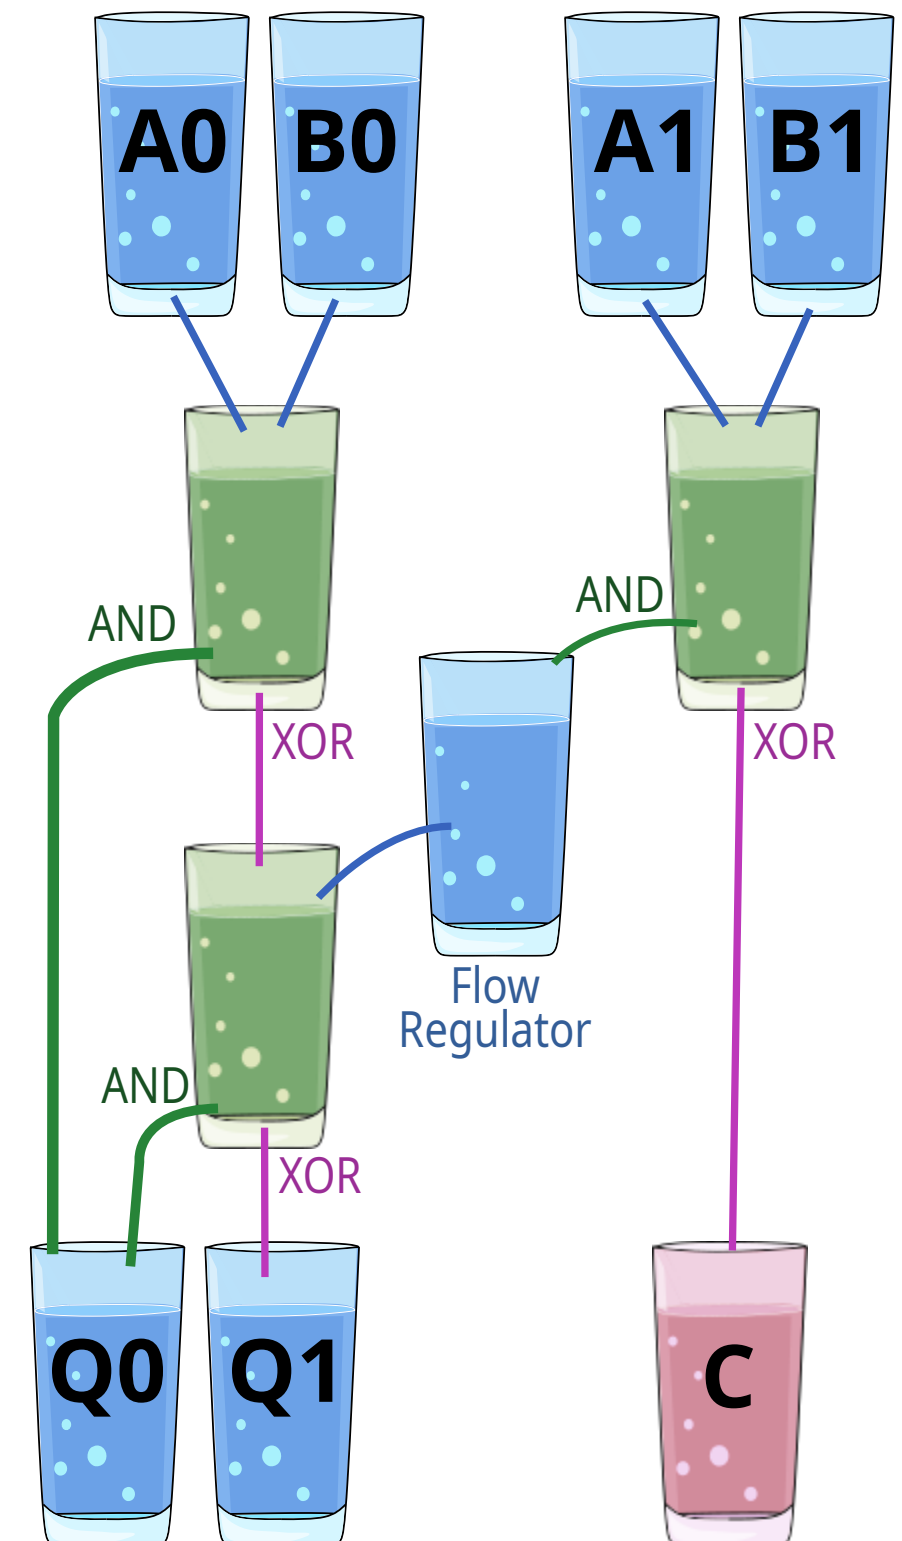 A0 B0 A1 B1
AND
AND
XOR
XOR
Flow
Regulator
AND
XOR
Q0 Q1 C